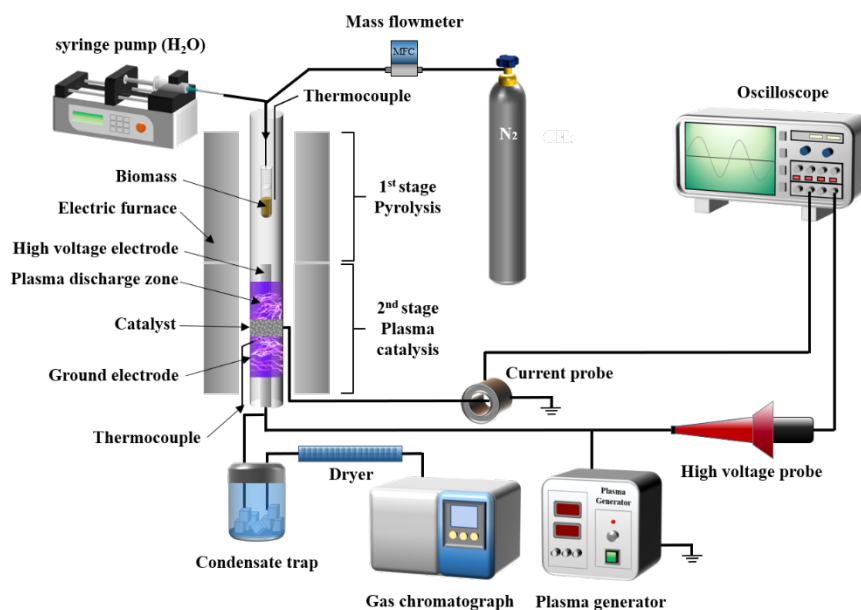 Mass flowmeter
syringe pump (H₂O)
MFC
Thermocouple
Oscilloscope
N₂
Biomass
1st stage
Pyrolysis
Electric furnace
High voltage electrode
Plasma discharge zone
2nd stage
Plasma
catalysis
Catalyst
Ground electrode
Current probe
Thermocouple
High voltage probe
Dryer
Plasma
Generator
Condensate trap
Gas chromatograph
Plasma generator